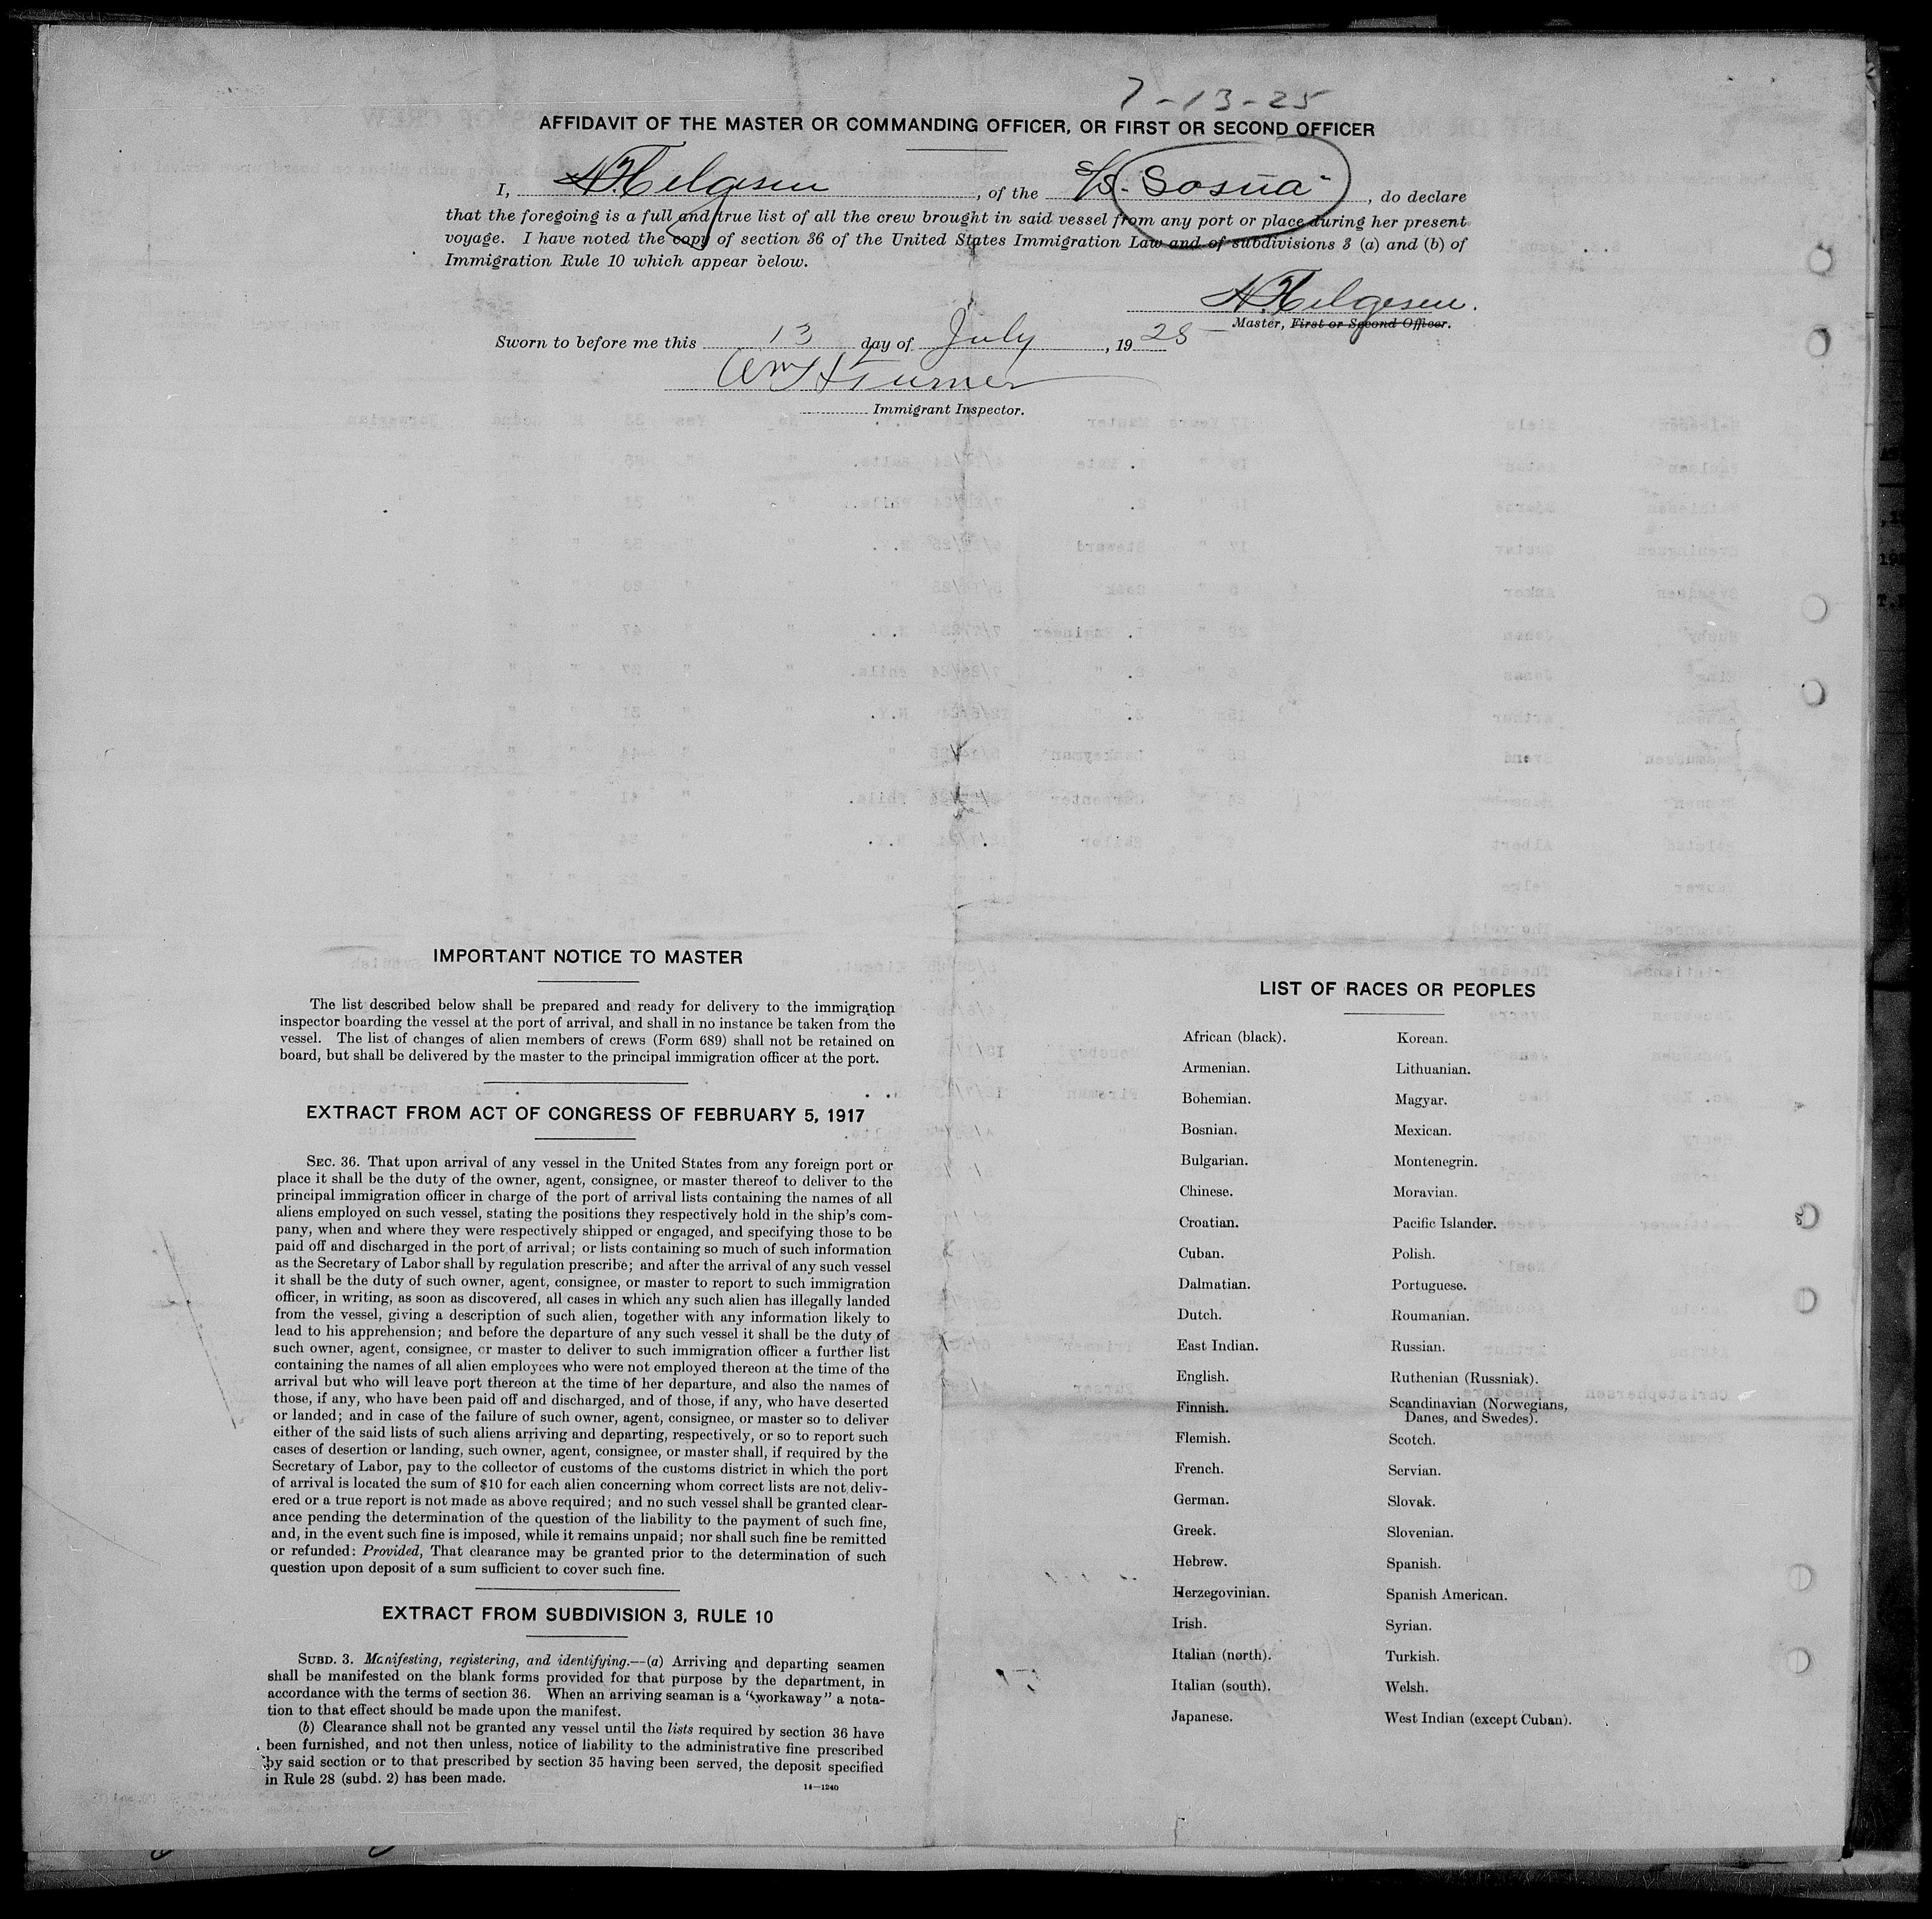 7-13-25
AFFIDAVIT OF THE MASTER OR COMMANDING OFFICER, OR FIRST OR SECOND OFFICER
I, N. Helgesen, of the S/S. "Sosua", do declare
that the foregoing is a full and true list of all the crew brought in said vessel from any port or place during her present
voyage. I have noted the copy of section 36 of the United States Immigration Law and of subdivisions 3 (a) and (b) of
Immigration Rule 10 which appear below.
N. Helgesen.
Master, First or Second Officer.
Sworn to before me this 13 day of July, 1925
Wm H Turner
Immigrant Inspector.
IMPORTANT NOTICE TO MASTER
The list described below shall be prepared and ready for delivery to the immigration
inspector boarding the vessel at the port of arrival, and shall in no instance be taken from the
vessel. The list of changes of alien members of crews (Form 689) shall not be retained on
board, but shall be delivered by the master to the principal immigration officer at the port.
EXTRACT FROM ACT OF CONGRESS OF FEBRUARY 5, 1917
SEC. 36. That upon arrival of any vessel in the United States from any foreign port or
place it shall be the duty of the owner, agent, consignee, or master thereof to deliver to the
principal immigration officer in charge of the port of arrival lists containing the names of all
aliens employed on such vessel, stating the positions they respectively hold in the ship's com-
pany, when and where they were respectively shipped or engaged, and specifying those to be
paid off and discharged in the port of arrival; or lists containing so much of such information
as the Secretary of Labor shall by regulation prescribe; and after the arrival of any such vessel
it shall be the duty of such owner, agent, consignee, or master to report to such immigration
officer, in writing, as soon as discovered, all cases in which any such alien has illegally landed
from the vessel, giving a description of such alien, together with any information likely to
lead to his apprehension; and before the departure of any such vessel it shall be the duty of
such owner, agent, consignee, or master to deliver to such immigration officer a further list
containing the names of all alien employees who were not employed thereon at the time of the
arrival but who will leave port thereon at the time of her departure, and also the names of
those, if any, who have been paid off and discharged, and of those, if any, who have deserted
or landed; and in case of the failure of such owner, agent, consignee, or master so to deliver
either of the said lists of such aliens arriving and departing, respectively, or so to report such
cases of desertion or landing, such owner, agent, consignee, or master shall, if required by the
Secretary of Labor, pay to the collector of customs of the customs district in which the port
of arrival is located the sum of $10 for each alien concerning whom correct lists are not deliv-
ered or a true report is not made as above required; and no such vessel shall be granted clear-
ance pending the determination of the question of the liability to the payment of such fine,
and, in the event such fine is imposed, while it remains unpaid; nor shall such fine be remitted
or refunded: Provided, That clearance may be granted prior to the determination of such
question upon deposit of a sum sufficient to cover such fine.
EXTRACT FROM SUBDIVISION 3, RULE 10
SUBD. 3. Manifesting, registering, and identifying.—(a) Arriving and departing seamen
shall be manifested on the blank forms provided for that purpose by the department, in
accordance with the terms of section 36. When an arriving seaman is a "workaway" a nota-
tion to that effect should be made upon the manifest.
(b) Clearance shall not be granted any vessel until the lists required by section 36 have
been furnished, and not then unless, notice of liability to the administrative fine prescribed
by said section or to that prescribed by section 35 having been served, the deposit specified
in Rule 28 (subd. 2) has been made.
14—1240
LIST OF RACES OR PEOPLES
African (black).
Armenian.
Bohemian.
Bosnian.
Bulgarian.
Chinese.
Croatian.
Cuban.
Dalmatian.
Dutch.
East Indian.
English.
Finnish.
Flemish.
French.
German.
Greek.
Hebrew.
Herzegovinian.
Irish.
Italian (north).
Italian (south).
Japanese.
Korean.
Lithuanian.
Magyar.
Mexican.
Montenegrin.
Moravian.
Pacific Islander.
Polish.
Portuguese.
Roumanian.
Russian.
Ruthenian (Russniak).
Scandinavian (Norwegians,
Danes, and Swedes).
Scotch.
Servian.
Slovak.
Slovenian.
Spanish.
Spanish American.
Syrian.
Turkish.
Welsh.
West Indian (except Cuban).